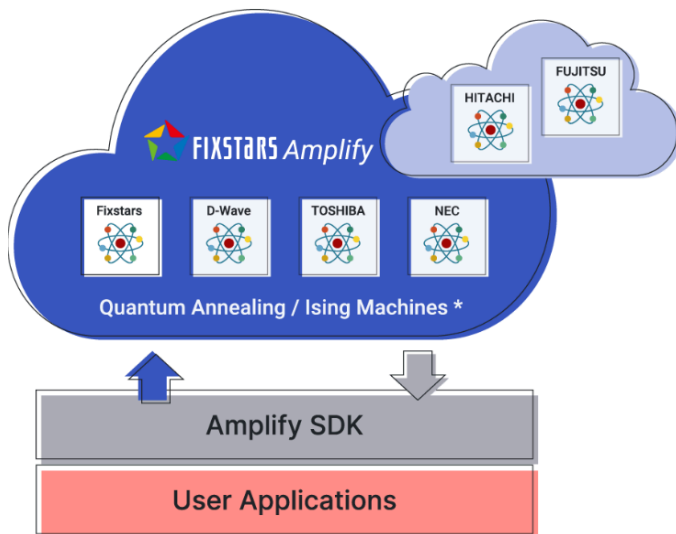 FUJITSU
HITACHI
FIXSTARS Amplify
Fixstars
D-Wave
TOSHIBA
NEC
Quantum Annealing / Ising Machines *
Amplify SDK
User Applications